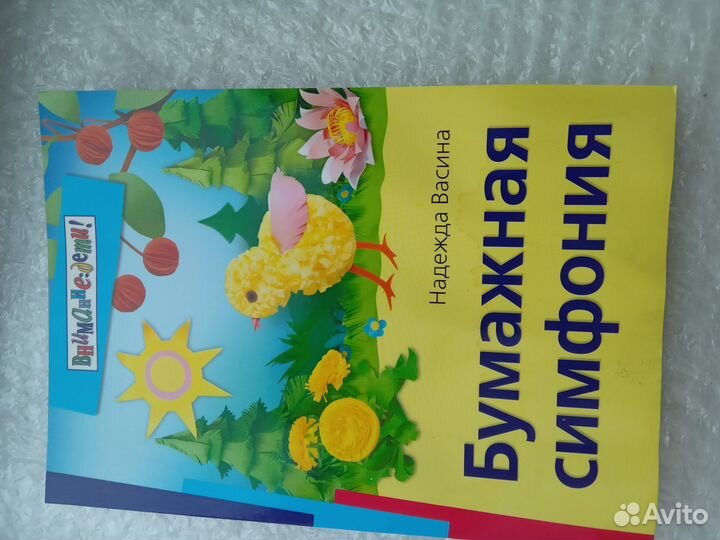 Внимание: дети!
Надежда Васина
Бумажная
симфония
Avito